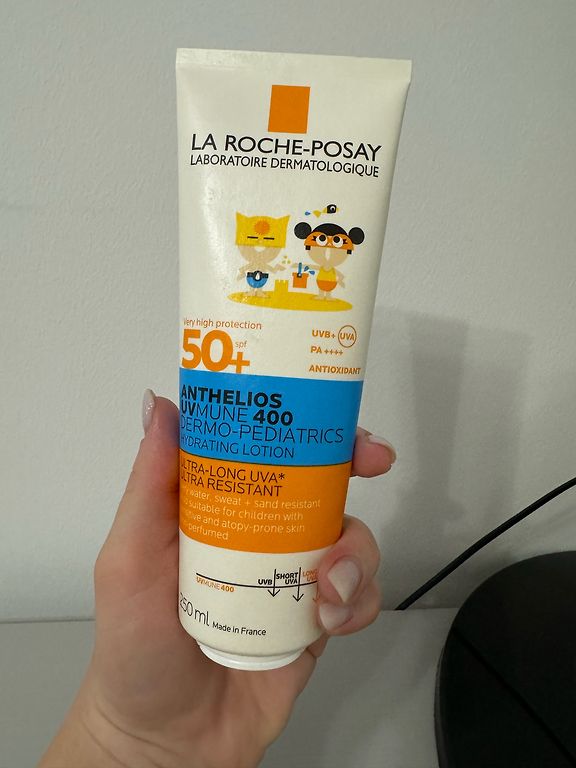 LA ROCHE-POSAY
LABORATOIRE DERMATOLOGIQUE
Very high protection
50+ spf
UVB+ UVA
PA ++++
ANTIOXIDANT
ANTHELIOS
UVMUNE 400
DERMO-PEDIATRICS
HYDRATING LOTION
ULTRA-LONG UVA*
ULTRA RESISTANT
water, sweat + sand resistant
suitable for children with
and atopy-prone skin
perfumed
UVMUNE 400
UVB
SHORT UVA
LONG
250 ml Made in France